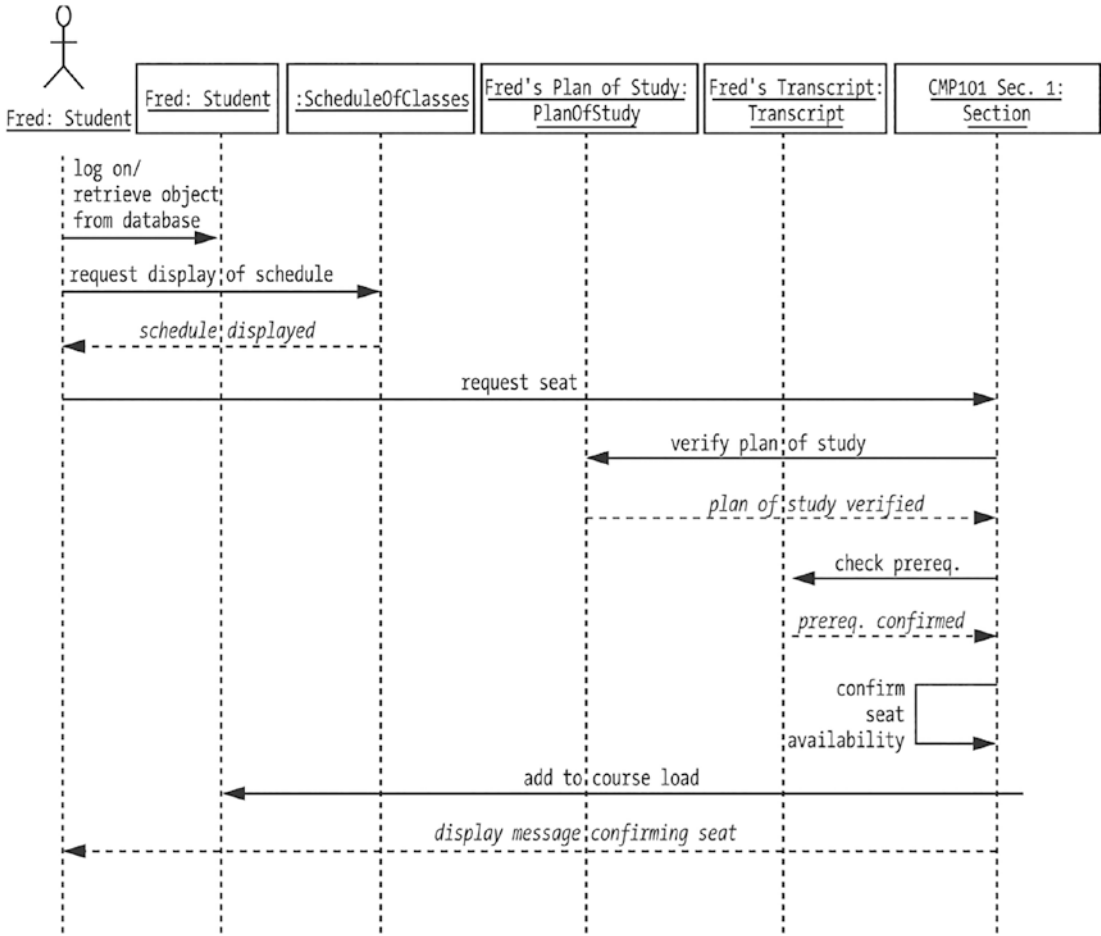 Fred: Student
Fred: Student
:ScheduleOfClasses
Fred's Plan of Study:
PlanOfStudy
Fred's Transcript:
Transcript
CMP101 Sec. 1:
Section
log on/
retrieve object
from database
request display of schedule
schedule displayed
request seat
verify plan of study
plan of study verified
check prereq.
prereq. confirmed
confirm
seat
availability
add to course load
display message confirming seat